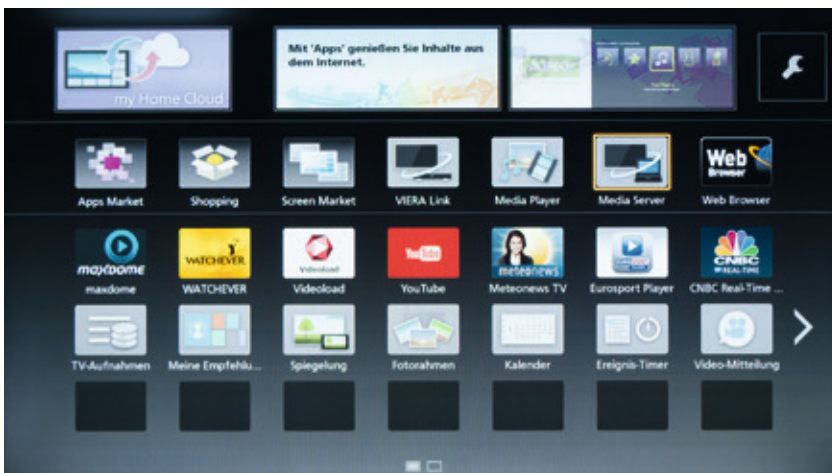 my Home Cloud
Mit 'Apps' genießen Sie Inhalte aus
dem Internet.
Web
Browser
Apps Market
Shopping
Screen Market
VIERA Link
Media Player
Media Server
Web Browser
maxdome
WATCHEVER
Videoload
YouTube
meteonews
CNBC
REAL-TIME
maxdome
WATCHEVER
Videoload
YouTube
Meteonews TV
Eurosport Player
CNBC Real-Time ...
TV-Aufnahmen
Meine Empfehlu...
Spiegelung
Fotorahmen
Kalender
Ereignis-Timer
Video-Mitteilung